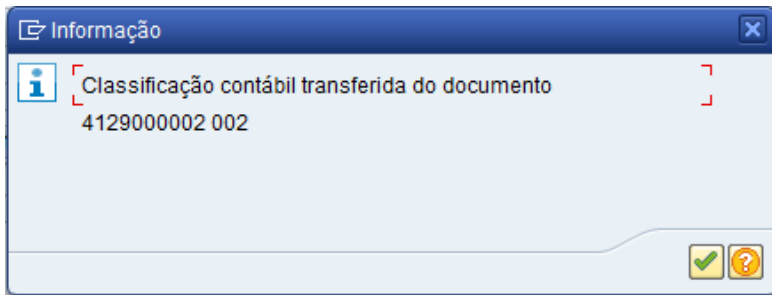 Informação
Classificação contábil transferida do documento
4129000002 002